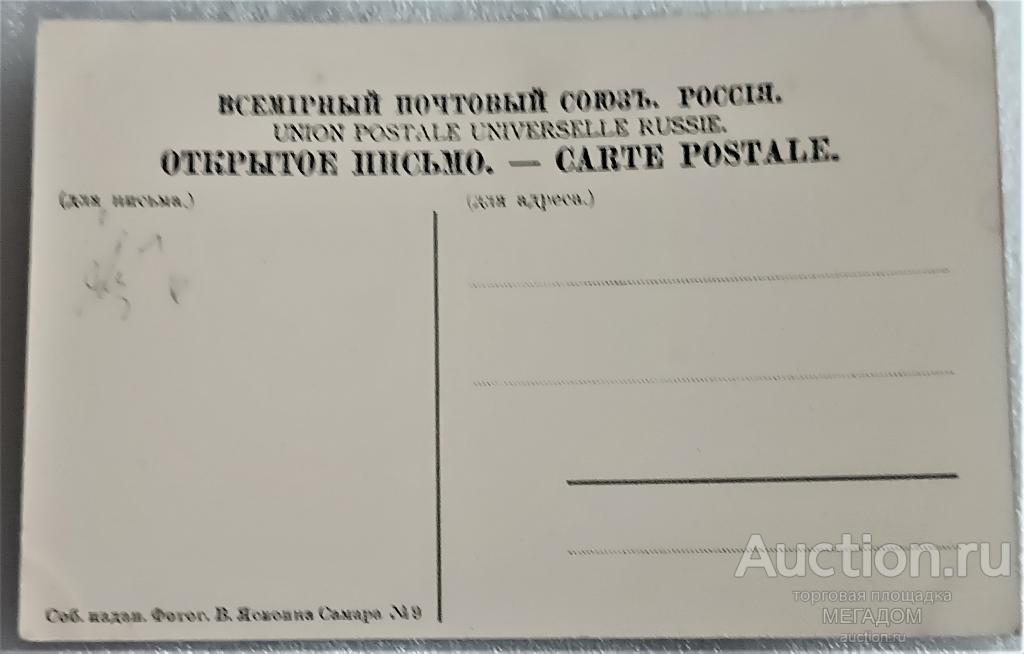 ВСЕМІРНЫЙ ПОЧТОВЫЙ СОЮЗЪ. РОССІЯ.
UNION POSTALE UNIVERSELLE RUSSIE.
ОТКРЫТОЕ ПИСЬМО. — CARTE POSTALE.
(для письма.)
(для адреса.)
Соб. издан. Фотог. В. Самара №9
Auction.ru
торговая площадка
МЕГАДОМ
auction.ru